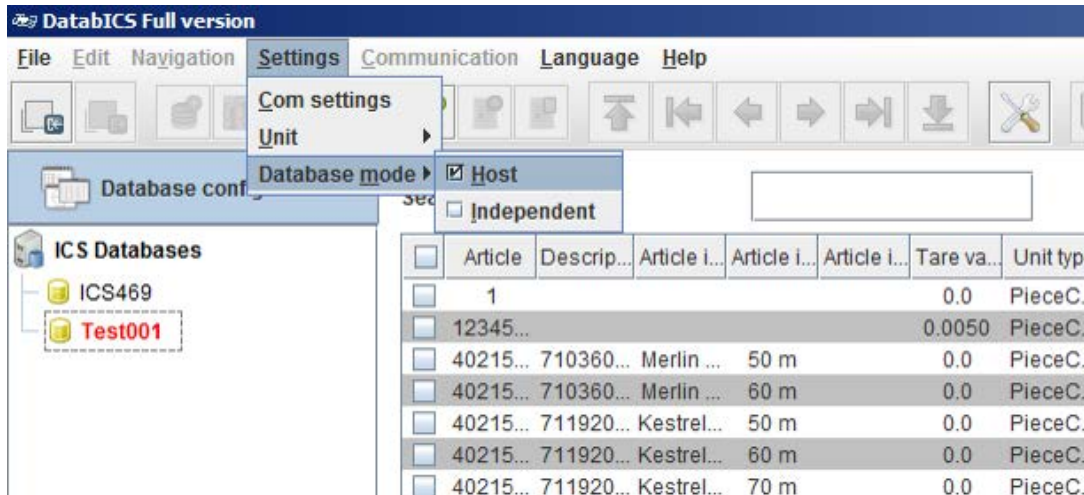 DatabICS Full version
File Edit Navigation Settings Communication Language Help
Com settings
Unit
Database mode
Host
Independent
Database conf
ICS Databases
ICS469
Test001
Article Descrip... Article i... Article i... Article i... Tare va... Unit typ
1 0.0 PieceC.
12345... 0.0050 PieceC.
40215... 710360... Merlin ... 50 m 0.0 PieceC.
40215... 710360... Merlin ... 60 m 0.0 PieceC.
40215... 711920... Kestrel... 50 m 0.0 PieceC.
40215... 711920... Kestrel... 60 m 0.0 PieceC.
40215... 711920... Kestrel... 70 m 0.0 PieceC.